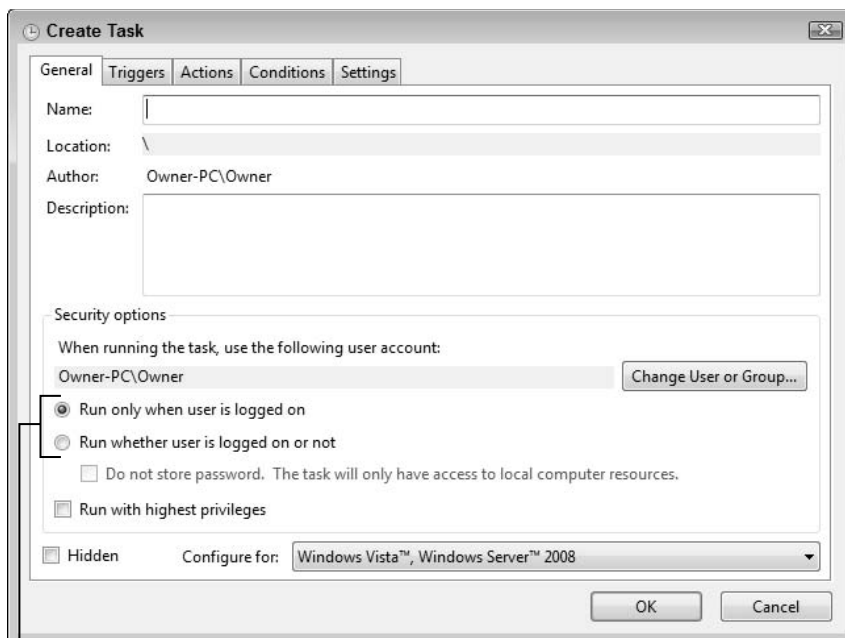 Create Task
General Triggers Actions Conditions Settings
Name:
Location: \
Author: Owner-PC\Owner
Description:
Security options
When running the task, use the following user account:
Owner-PC\Owner Change User or Group...
Run only when user is logged on
Run whether user is logged on or not
Do not store password. The task will only have access to local computer resources.
Run with highest privileges
Hidden Configure for: Windows Vista™, Windows Server™ 2008
OK Cancel